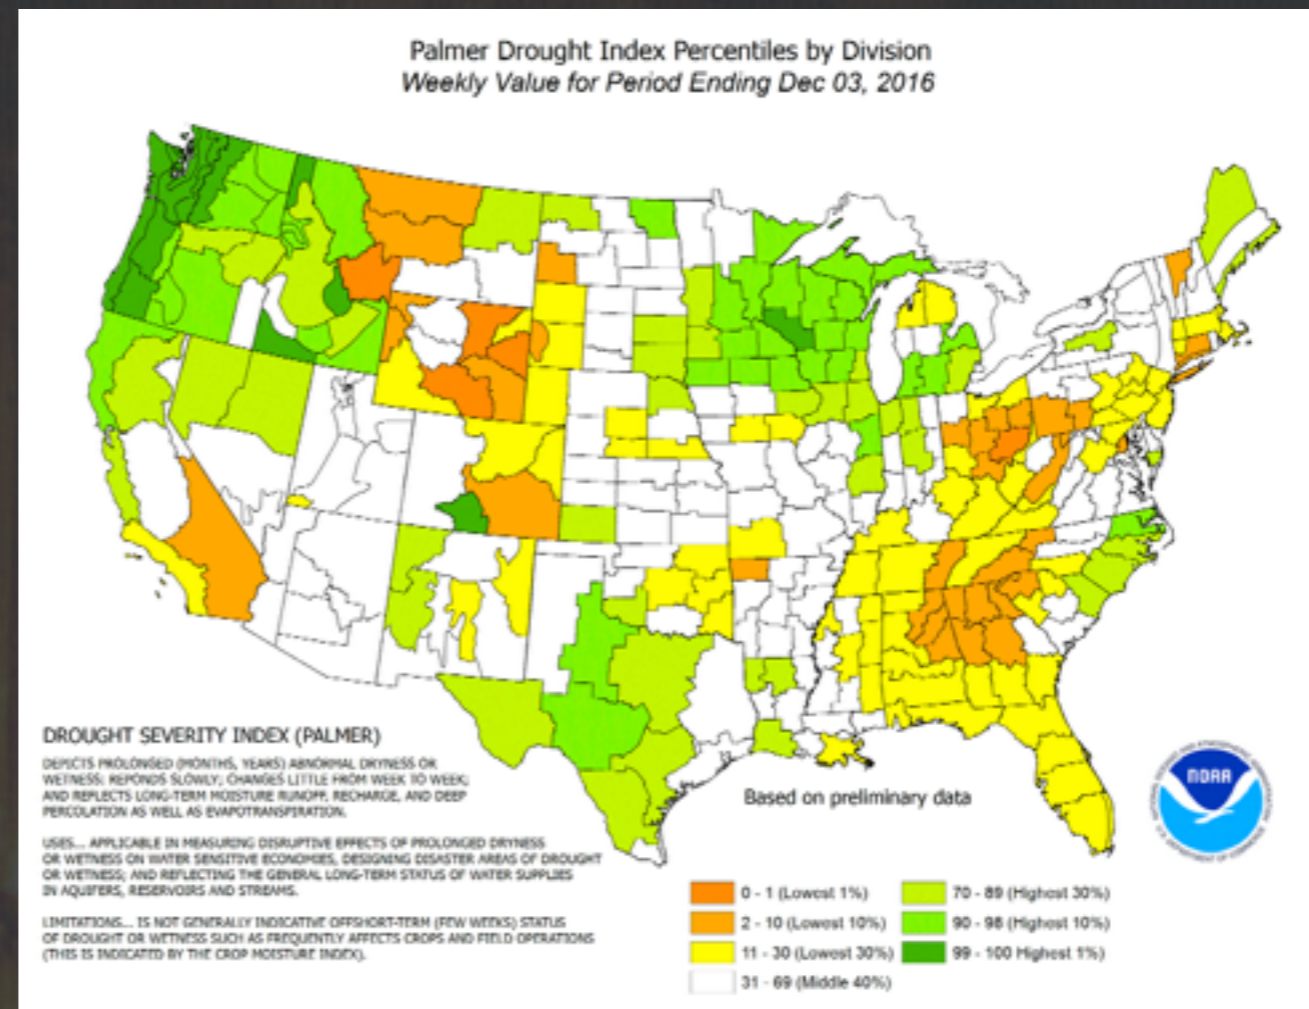 Palmer Drought Index Percentiles by Division
Weekly Value for Period Ending Dec 03, 2016
DROUGHT SEVERITY INDEX (PALMER)
DEPICTS PROLONGED (MONTHS, YEARS) ABNORMAL DRYNESS OR
WETNESS; REPONDS SLOWLY; CHANGES LITTLE FROM WEEK TO WEEK;
AND REFLECTS LONG-TERM MOISTURE RUNOFF, RECHARGE, AND DEEP
PERCOLATION AS WELL AS EVAPOTRANSPIRATION.
USES... APPLICABLE IN MEASURING DISRUPTIVE EFFECTS OF PROLONGED DRYNESS
OR WETNESS ON WATER SENSITIVE ECONOMIES, DESIGNING DISASTER AREAS OF DROUGHT
OR WETNESS; AND REFLECTING THE GENERAL LONG-TERM STATUS OF WATER SUPPLIES
IN AQUIFERS, RESERVOIRS AND STREAMS.
LIMITATIONS... IS NOT GENERALLY INDICATIVE OFFSHORT-TERM (FEW WEEKS) STATUS
OF DROUGHT OR WETNESS SUCH AS FREQUENTLY AFFECTS CROPS AND FIELD OPERATIONS
(THIS IS INDICATED BY THE CROP MOISTURE INDEX).
Based on preliminary data
NOAA
0 - 1 (Lowest 1%)
2 - 10 (Lowest 10%)
11 - 30 (Lowest 30%)
31 - 69 (Middle 40%)
70 - 89 (Highest 30%)
90 - 98 (Highest 10%)
99 - 100 Highest 1%)